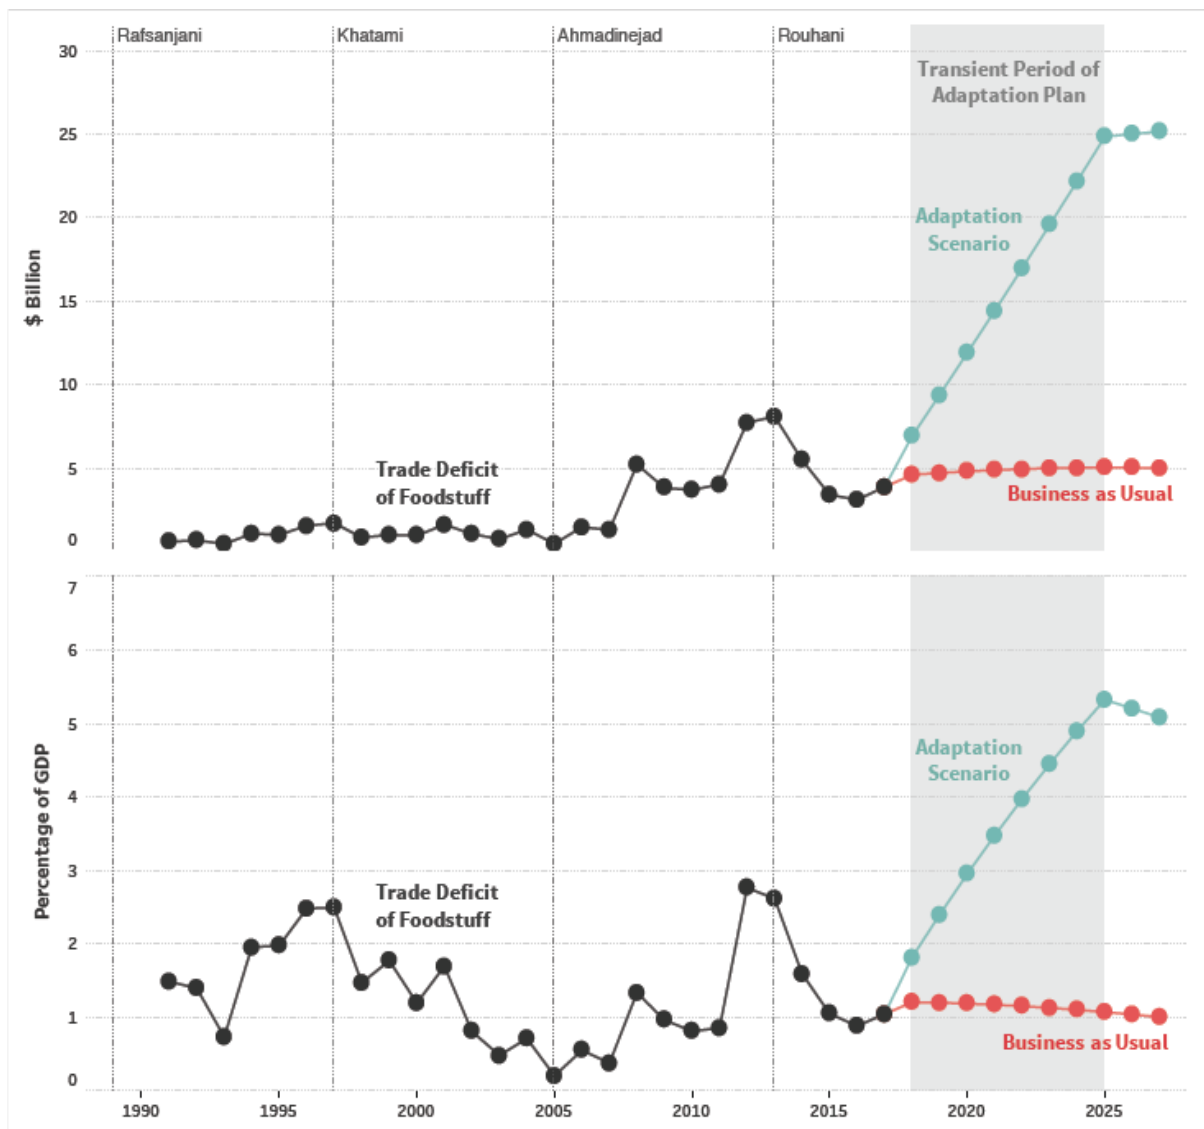 Rafsanjani
Khatami
Ahmadinejad
Rouhani
30
Transient Period of
Adaptation Plan
25
20
Adaptation
Scenario
$ Billion
15
10
Trade Deficit
of Foodstuff
5
Business as Usual
0
7
6
5
Adaptation
Scenario
Percentage of GDP
4
3
Trade Deficit
of Foodstuff
2
1
Business as Usual
0
1990 1995 2000 2005 2010 2015 2020 2025